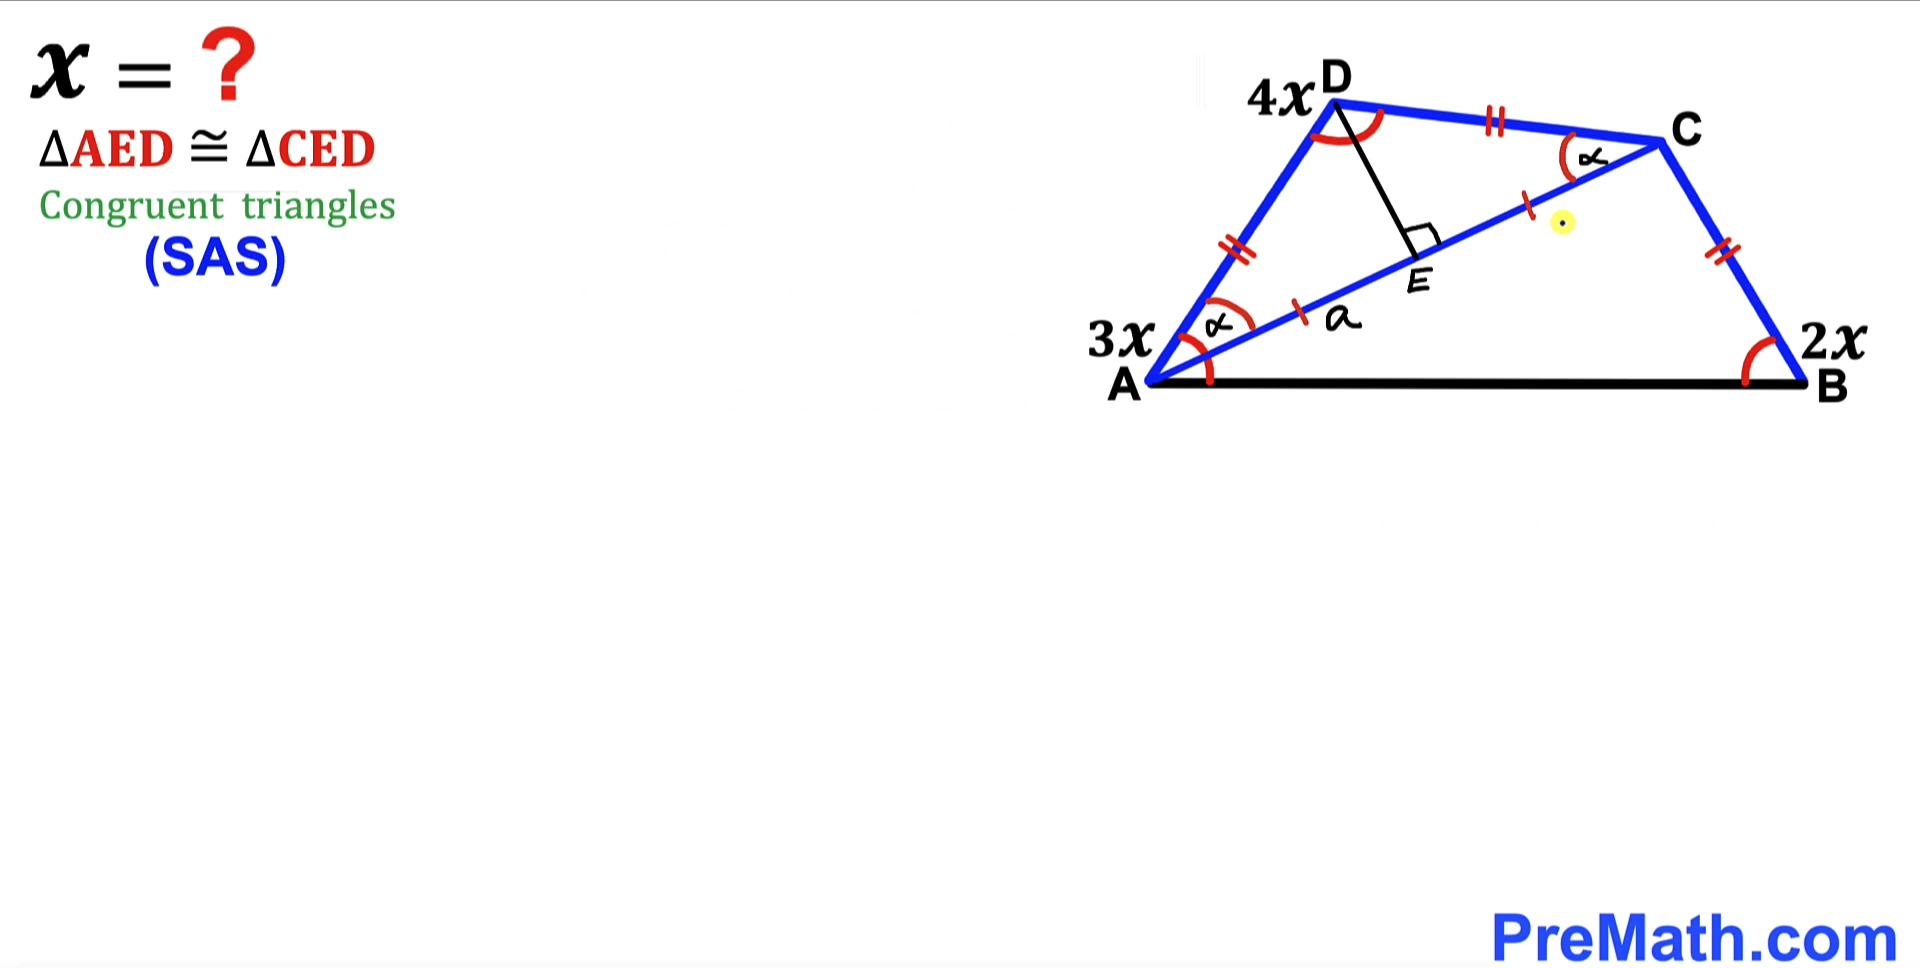 x = ?
ΔAED ≅ ΔCED
Congruent triangles
(SAS)
4x D
C
α
E
a
α
3x
A
2x
B
PreMath.com